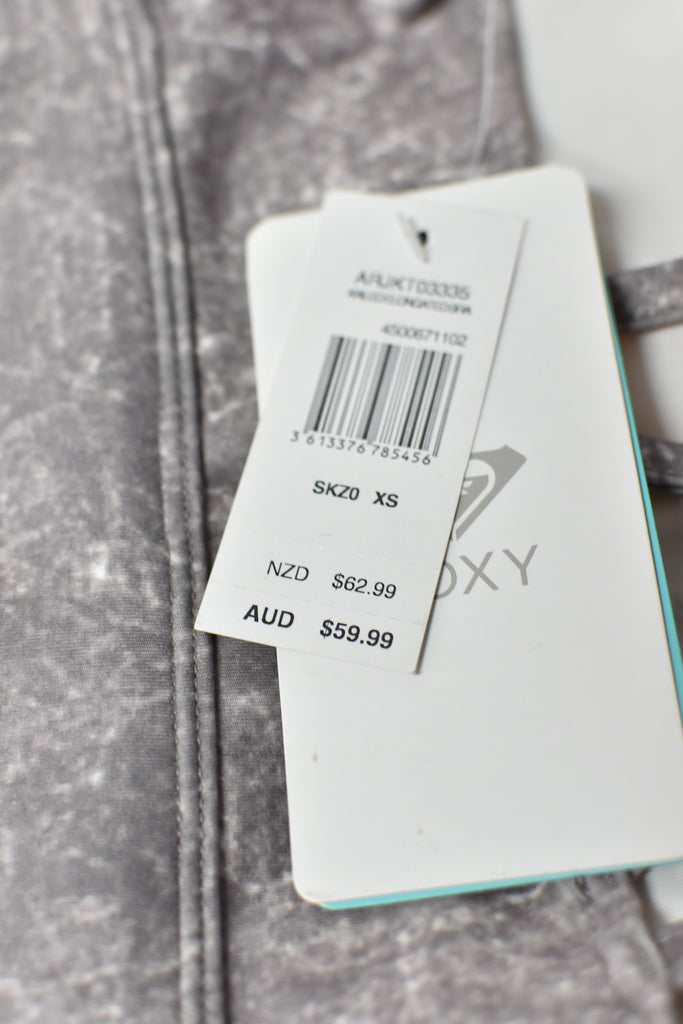 ARJKT03335
4500671102
3 613376 785456
SKZ0 XS
NZD $62.99
AUD $59.99
OXY